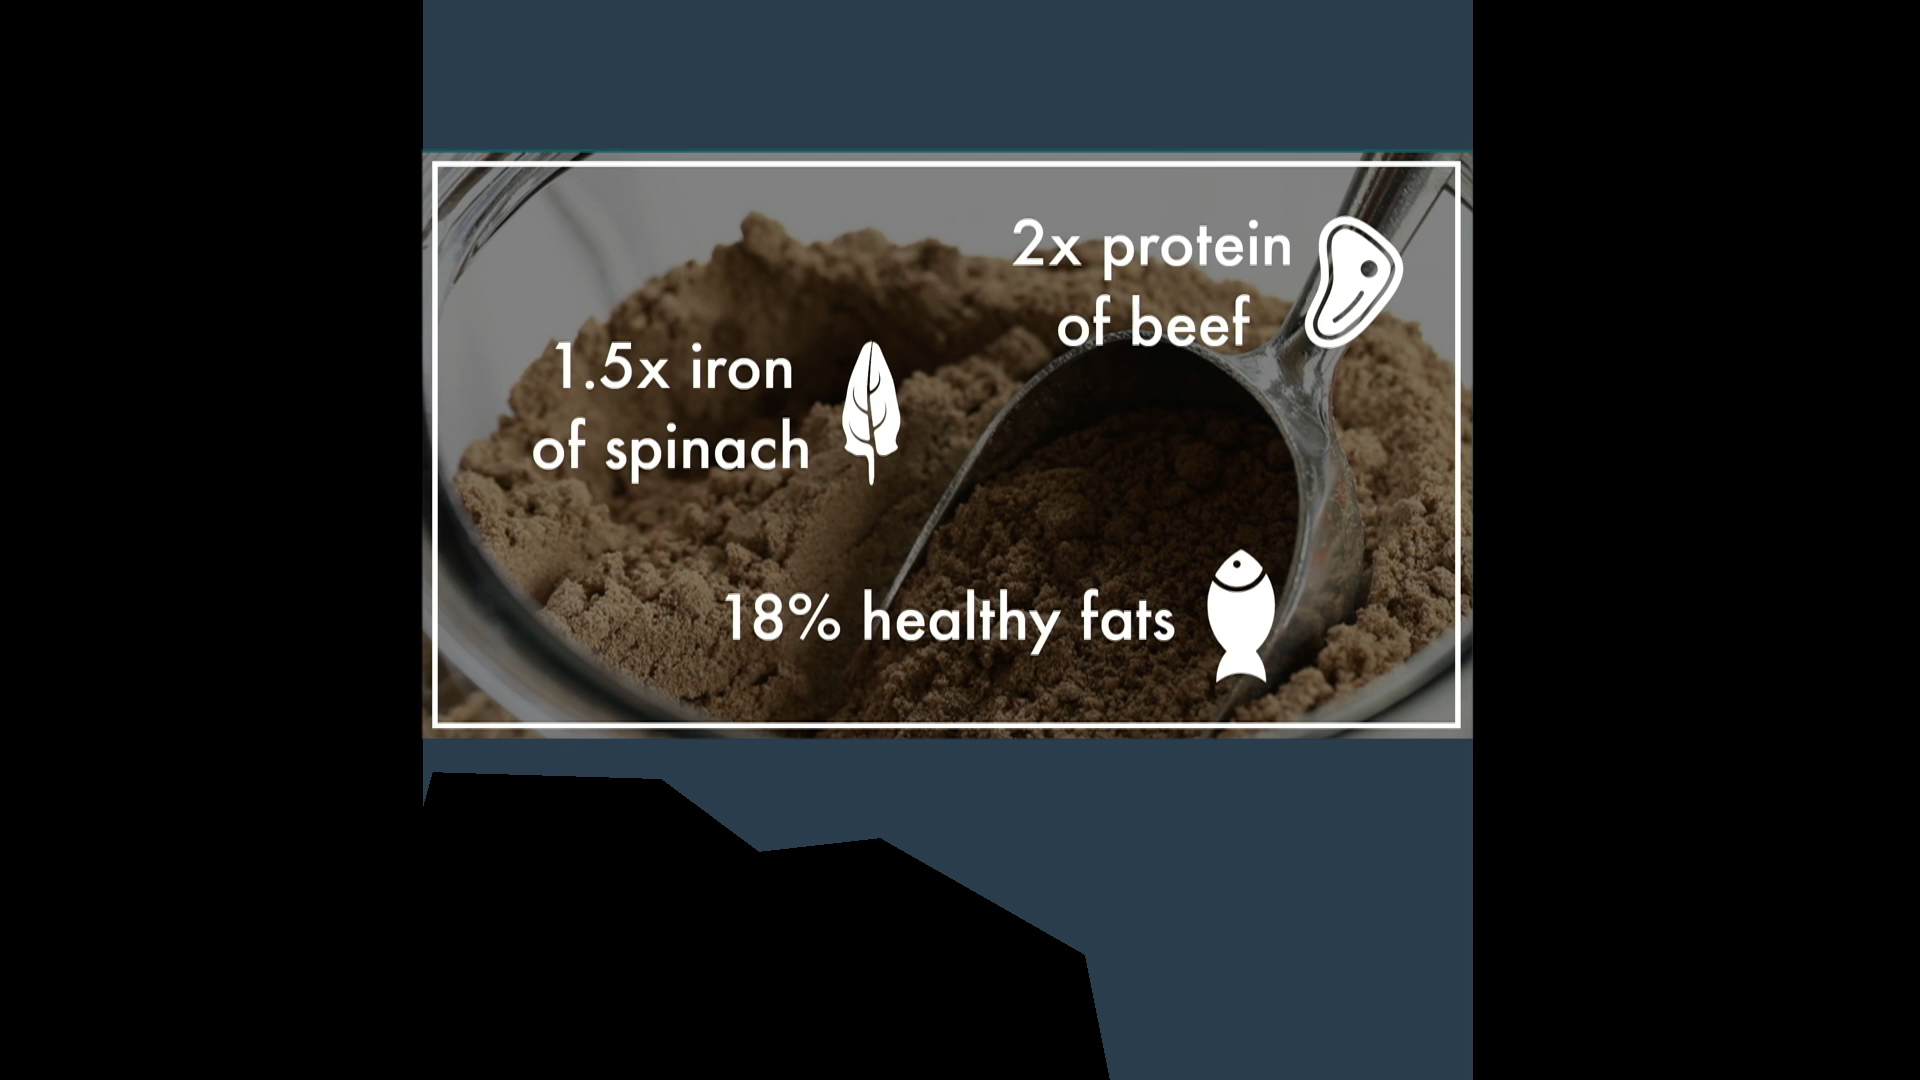 2x protein
of beef
1.5x iron
of spinach
18% healthy fats